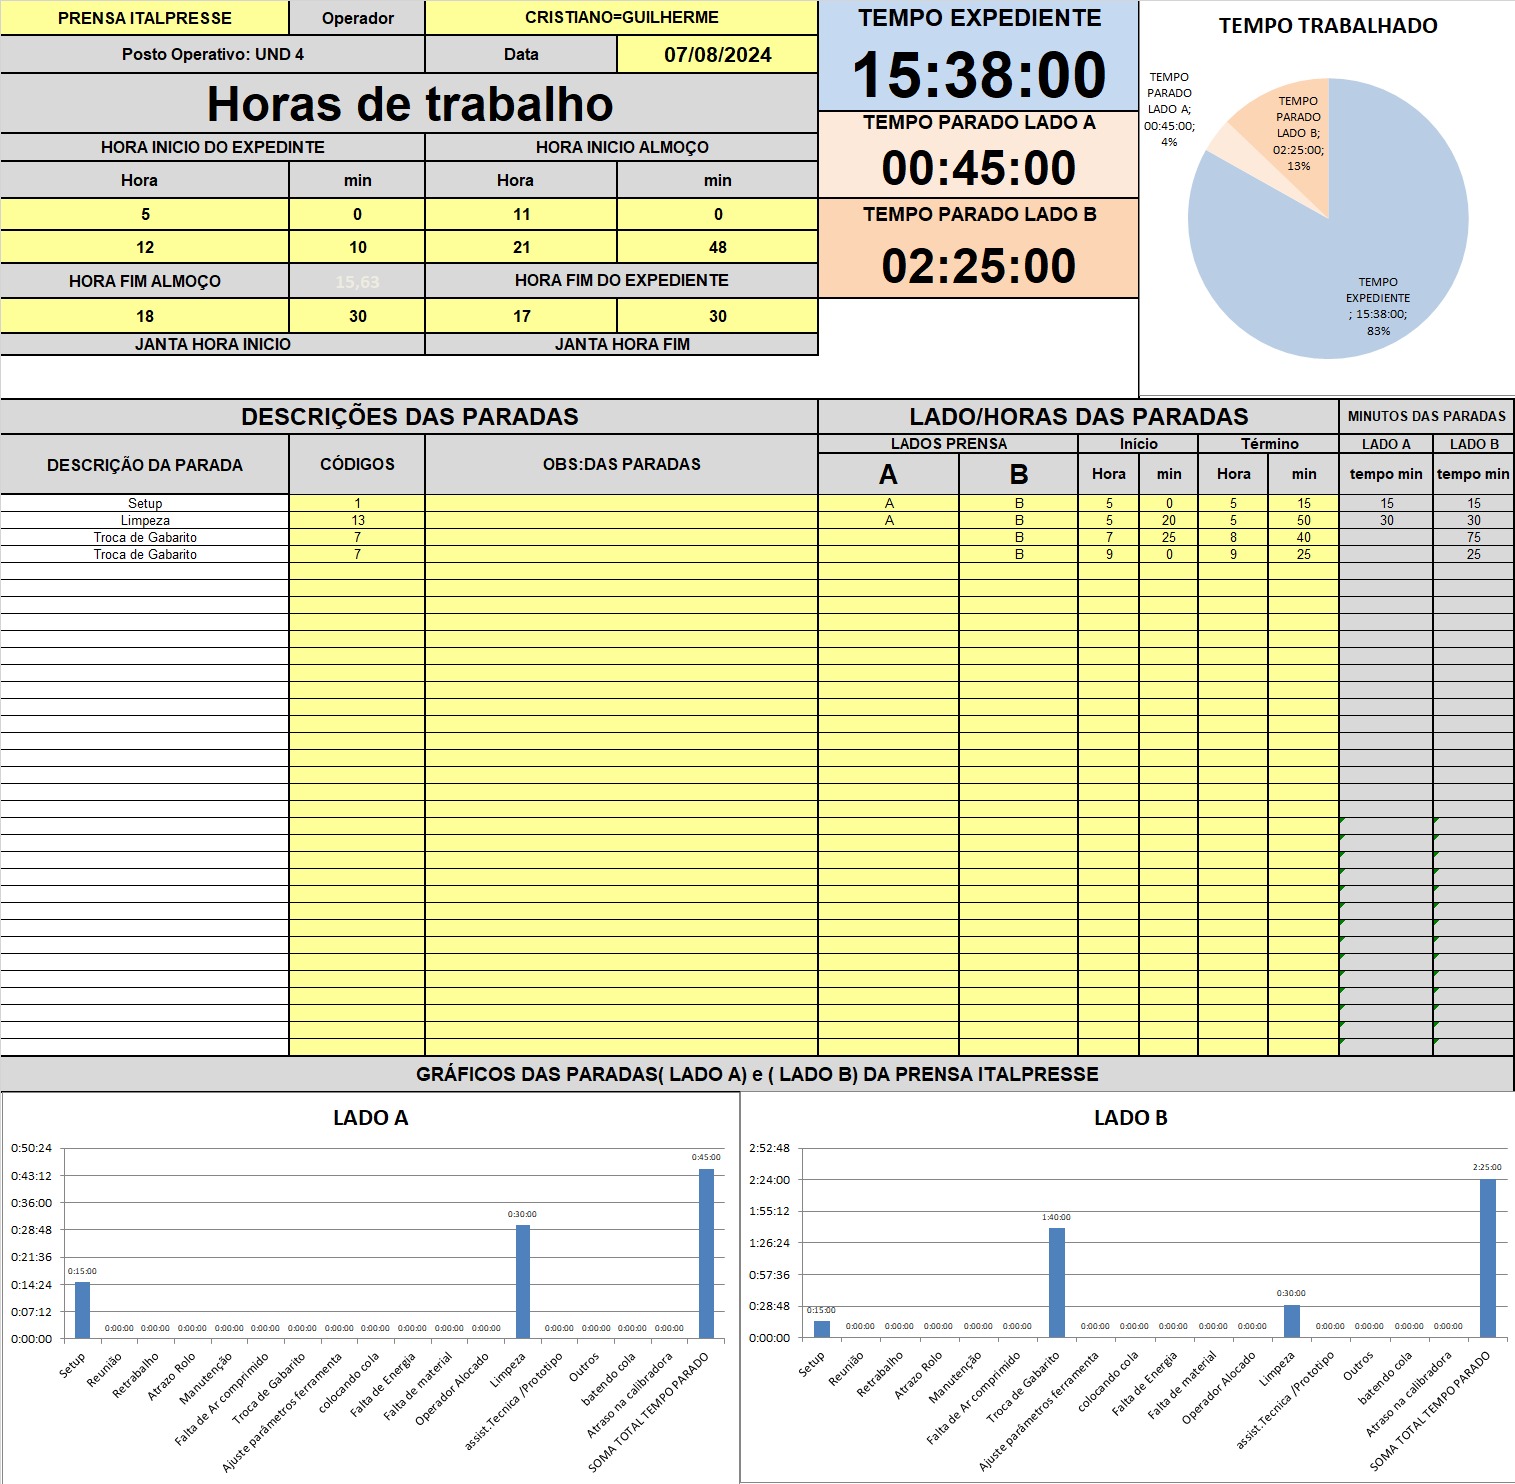 PRENSA ITALPRESSE Operador CRISTIANO=GUILHERME
Posto Operativo: UND 4 Data 07/08/2024
Horas de trabalho
HORA INICIO DO EXPEDINTE HORA INICIO ALMOÇO
Hora min Hora min
5 0 11 0
12 10 21 48
HORA FIM ALMOÇO 15,63 HORA FIM DO EXPEDIENTE
18 30 17 30
JANTA HORA INICIO JANTA HORA FIM
TEMPO EXPEDIENTE
15:38:00
TEMPO PARADO LADO A
00:45:00
TEMPO PARADO LADO B
02:25:00
TEMPO TRABALHADO
TEMPO
PARADO
LADO A;
00:45:00;
4%
TEMPO
PARADO
LADO B;
02:25:00;
13%
TEMPO
EXPEDIENTE
; 15:38:00;
83%
DESCRIÇÕES DAS PARADAS LADO/HORAS DAS PARADAS MINUTOS DAS PARADAS
DESCRIÇÃO DA PARADA CÓDIGOS OBS:DAS PARADAS
LADOS PRENSA Início Término LADO A LADO B
A B Hora min Hora min tempo min tempo min
Setup 1 A B 5 0 5 15 15 15
Limpeza 13 A B 5 20 5 50 30 30
Troca de Gabarito 7 B 7 25 8 40 75
Troca de Gabarito 7 B 9 0 9 25 25
GRÁFICOS DAS PARADAS( LADO A) e ( LADO B) DA PRENSA ITALPRESSE
LADO A
0:50:24
0:43:12
0:36:00
0:28:48
0:21:36
0:14:24
0:07:12
0:00:00
0:15:00 0:00:00 0:00:00 0:00:00 0:00:00 0:00:00 0:00:00 0:00:00 0:00:00 0:00:00 0:00:00 0:00:00 0:30:00 0:00:00 0:00:00 0:00:00 0:00:00 0:45:00
Setup
Reunião
Retrabalho
Atrazo Rolo
Manutenção
Falta de Ar comprimido
Troca de Gabarito
Ajuste parâmetros ferramenta
colocando cola
Falta de Energia
Falta de material
Operador Alocado
Limpeza
assist.Tecnica /Prototipo
Outros
batendo cola
Atraso na calibradora
SOMA TOTAL TEMPO PARADO
LADO B
2:52:48
2:24:00
1:55:12
1:26:24
0:57:36
0:28:48
0:00:00
0:15:00 0:00:00 0:00:00 0:00:00 0:00:00 0:00:00 1:40:00 0:00:00 0:00:00 0:00:00 0:00:00 0:00:00 0:30:00 0:00:00 0:00:00 0:00:00 0:00:00 2:25:00
Setup
Reunião
Retrabalho
Atrazo Rolo
Manutenção
Falta de Ar comprimido
Troca de Gabarito
Ajuste parâmetros ferramenta
colocando cola
Falta de Energia
Falta de material
Operador Alocado
Limpeza
assist.Tecnica /Prototipo
Outros
batendo cola
Atraso na calibradora
SOMA TOTAL TEMPO PARADO